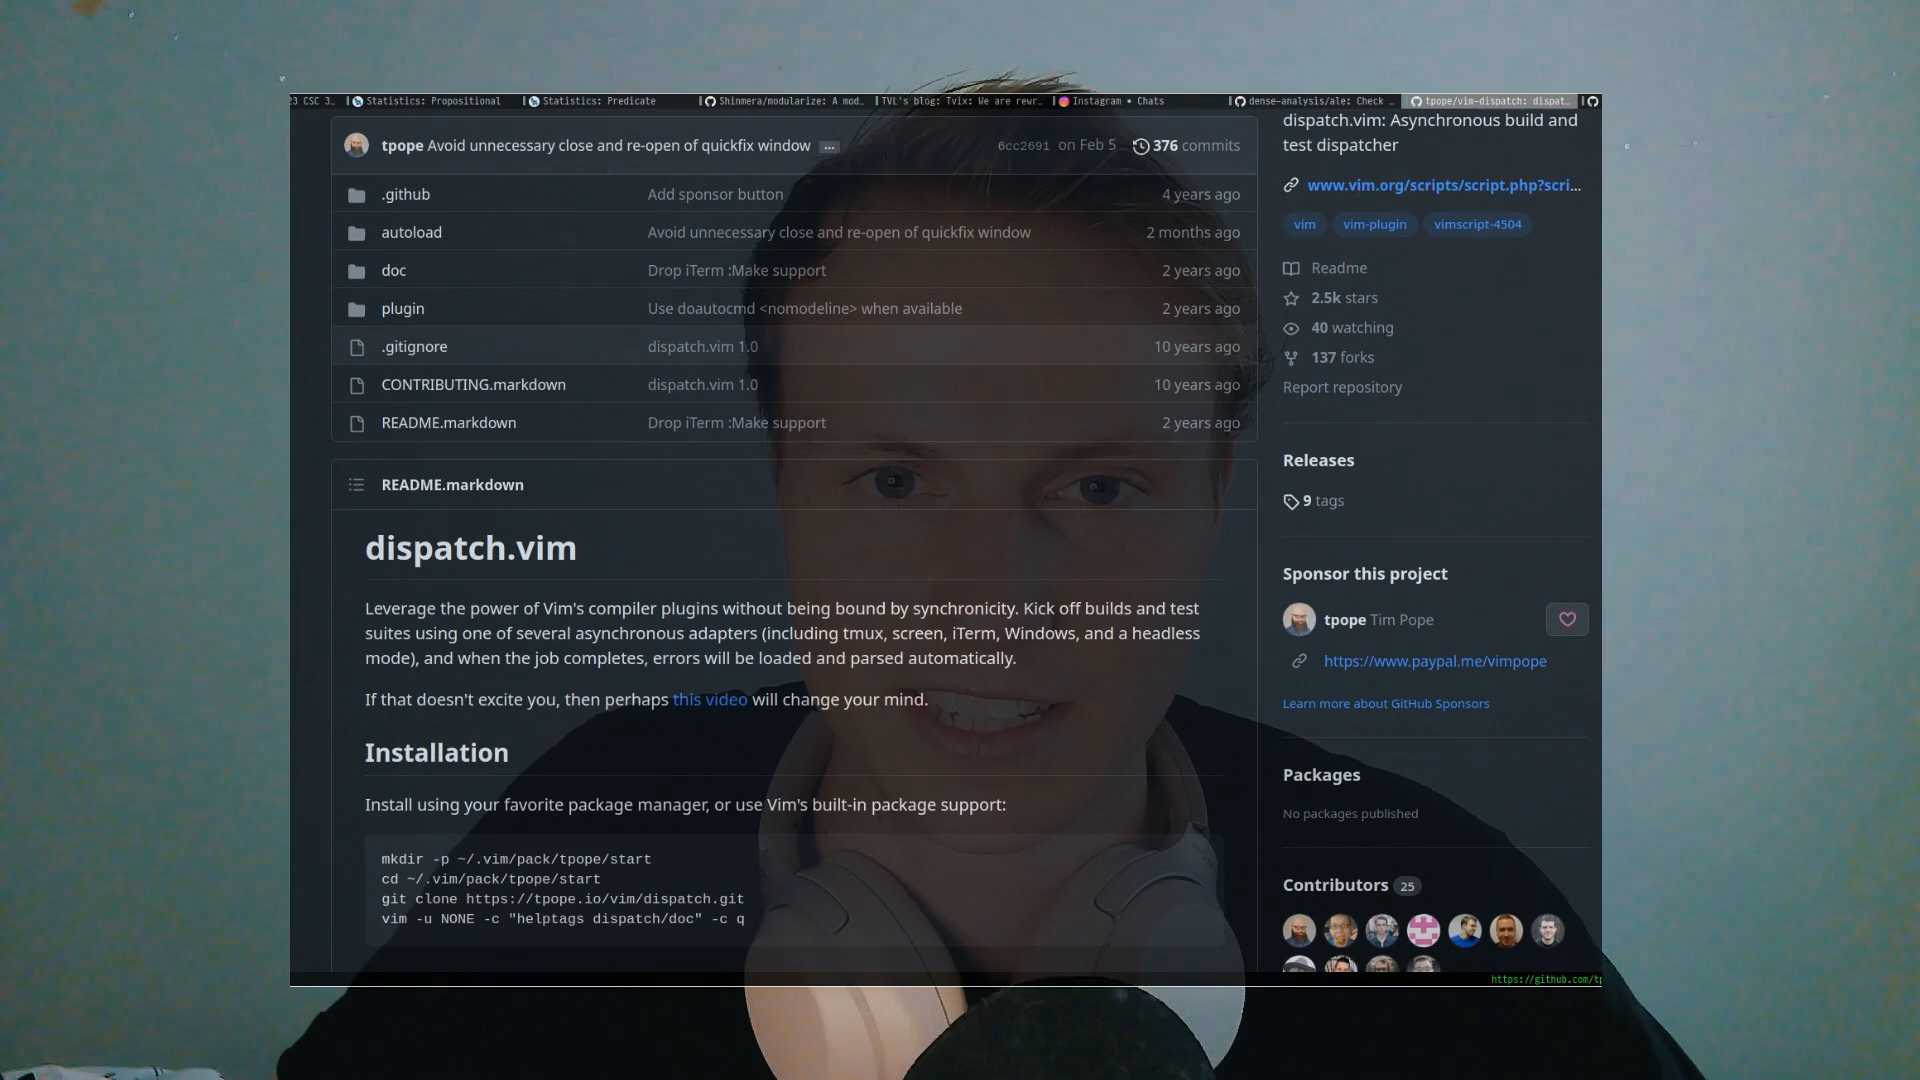 23 CSC 3…
Statistics: Propositional
Statistics: Predicate
Shinmera/modularize: A mod…
TVL's blog: Tvix: We are rewr…
Instagram • Chats
dense-analysis/ale: Check …
tpope/vim-dispatch: dispat…
tpope Avoid unnecessary close and re-open of quickfix window ...
6cc2691 on Feb 5 376 commits
.github Add sponsor button 4 years ago
autoload Avoid unnecessary close and re-open of quickfix window 2 months ago
doc Drop iTerm :Make support 2 years ago
plugin Use doautocmd <nomodeline> when available 2 years ago
.gitignore dispatch.vim 1.0 10 years ago
CONTRIBUTING.markdown dispatch.vim 1.0 10 years ago
README.markdown Drop iTerm :Make support 2 years ago
README.markdown
dispatch.vim
Leverage the power of Vim's compiler plugins without being bound by synchronicity. Kick off builds and test
suites using one of several asynchronous adapters (including tmux, screen, iTerm, Windows, and a headless
mode), and when the job completes, errors will be loaded and parsed automatically.
If that doesn't excite you, then perhaps this video will change your mind.
Installation
Install using your favorite package manager, or use Vim's built-in package support:
mkdir -p ~/.vim/pack/tpope/start
cd ~/.vim/pack/tpope/start
git clone https://tpope.io/vim/dispatch.git
vim -u NONE -c "helptags dispatch/doc" -c q
dispatch.vim: Asynchronous build and
test dispatcher
www.vim.org/scripts/script.php?scri...
vim vim-plugin vimscript-4504
Readme
2.5k stars
40 watching
137 forks
Report repository
Releases
9 tags
Sponsor this project
tpope Tim Pope
https://www.paypal.me/vimpope
Learn more about GitHub Sponsors
Packages
No packages published
Contributors 25
https://github.com/tp